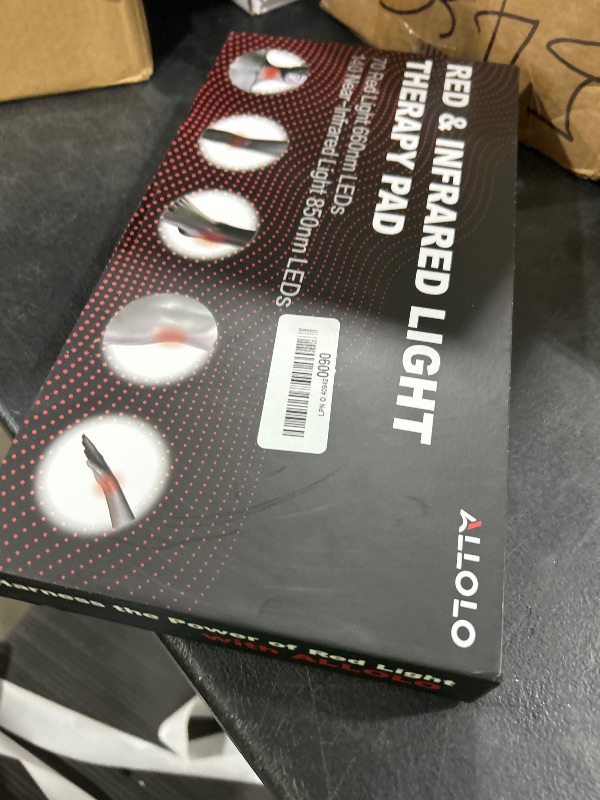 RED & INFRARED LIGHT
THERAPY PAD
70 Red Light 660nm LEDs
140 Near-Infrared Light 850nm LEDs
0600
ALLOLO
Harness the Power of Red Light
with ALLOLO